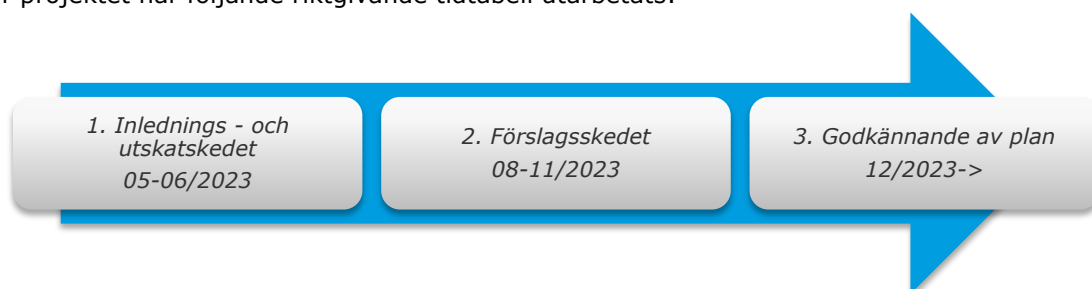 projektet har följande riktgivande tidtabell utarbetats:
1. Inlednings - och
utskatskedet
05-06/2023
2. Förslagsskedet
08-11/2023
3. Godkännande av plan
12/2023->